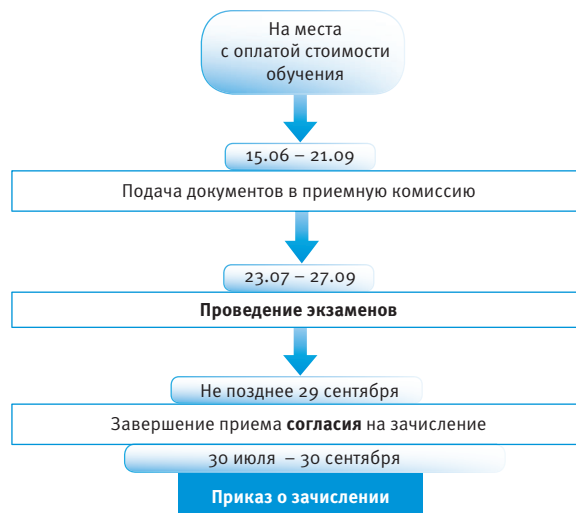 На места
с оплатой стоимости
обучения
15.06 – 21.09
Подача документов в приемную комиссию
23.07 – 27.09
Проведение экзаменов
Не позднее 29 сентября
Завершение приема согласия на зачисление
30 июля – 30 сентября
Приказ о зачислении